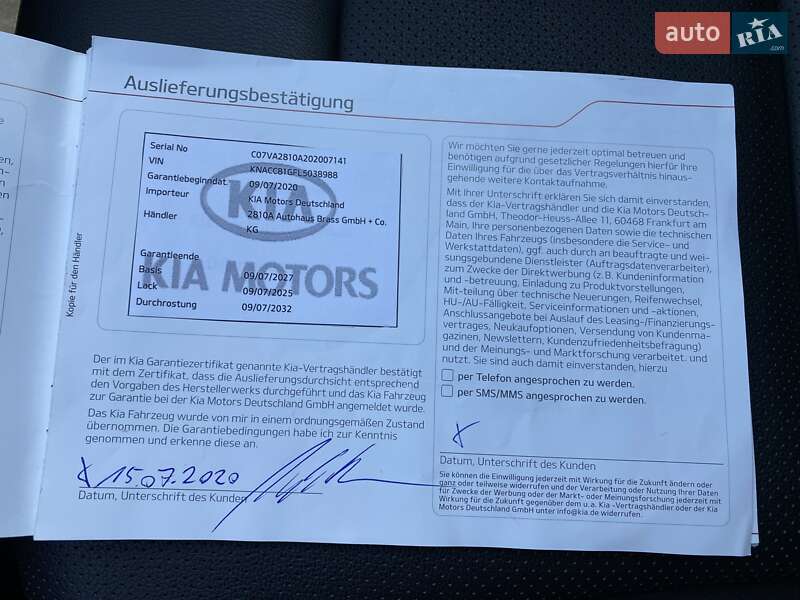 auto RIA .com
Auslieferungsbestätigung
Kopie für den Händler
Serial No C07VA2810A202007141
VIN KNACC81GFL5038988
Garantiebeginndat. 09/07/2020
Importeur KIA Motors Deutschland
Händler 2810A Autohaus Brass GmbH + Co.
KG
Garantieende
Basis 09/07/2027
Lack 09/07/2025
Durchrostung 09/07/2032
KIA
KIA MOTORS
Der im Kia Garantiezertifikat genannte Kia-Vertragshändler bestätigt
mit dem Zertifikat, dass die Auslieferungsdurchsicht entsprechend
den Vorgaben des Herstellerwerks durchgeführt und das Kia Fahrzeug
zur Garantie bei der Kia Motors Deutschland GmbH angemeldet wurde.
Das Kia Fahrzeug wurde von mir in einem ordnungsgemäßen Zustand
übernommen. Die Garantiebedingungen habe ich zur Kenntnis
genommen und erkenne diese an.
x 15.07.2020
Datum, Unterschrift des Kunden
Wir möchten Sie gerne jederzeit optimal betreuen und
benötigen aufgrund gesetzlicher Regelungen hierfür Ihre
Einwilligung für die über das Vertragsverhältnis hinaus-
gehende weitere Kontaktaufnahme.
Mit Ihrer Unterschrift erklären Sie sich damit einverstanden,
dass der Kia-Vertragshändler und die Kia Motors Deutsch-
land GmbH, Theodor-Heuss-Allee 11, 60468 Frankfurt am
Main, Ihre personenbezogenen Daten sowie die technischen
Daten Ihres Fahrzeugs (insbesondere die Service- und
Werkstattdaten), ggf. auch durch an beauftragte und wei-
sungsgebundene Dienstleister (Auftragsdatenverarbeiter),
zum Zwecke der Direktwerbung (z. B. Kundeninformation
und -betreuung, Einladung zu Produktvorstellungen,
Mit-teilung über technische Neuerungen, Reifenwechsel,
HU-/AU-Fälligkeit, Serviceinformationen und -aktionen,
Anschlussangebote bei Auslauf des Leasing-/Finanzierungs-
vertrages, Neukaufoptionen, Versendung von Kundenma-
gazinen, Newslettern, Kundenzufriedenheitsbefragung)
und der Meinungs- und Marktforschung verarbeitet. und
nutzt. Sie sind auch damit einverstanden, hierzu
per Telefon angesprochen zu werden.
per SMS/MMS angesprochen zu werden.
x
Datum, Unterschrift des Kunden
Sie können die Einwilligung jederzeit mit Wirkung für die Zukunft ändern oder
ganz oder teilweise widerrufen und der Verarbeitung oder Nutzung Ihrer Daten
für Zwecke der Werbung oder der Markt- oder Meinungsforschung jederzeit mit
Wirkung für die Zukunft gegenüber dem u.a. Kia -Vertragshändler oder der Kia
Motors Deutschland GmbH unter info@kia.de widerrufen.